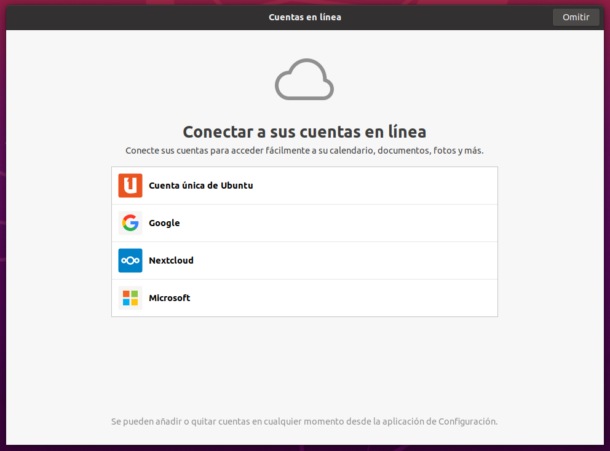 Cuentas en línea
Omitir
Conectar a sus cuentas en línea
Conecte sus cuentas para acceder fácilmente a su calendario, documentos, fotos y más.
Cuenta única de Ubuntu
Google
Nextcloud
Microsoft
Se pueden añadir o quitar cuentas en cualquier momento desde la aplicación de Configuración.